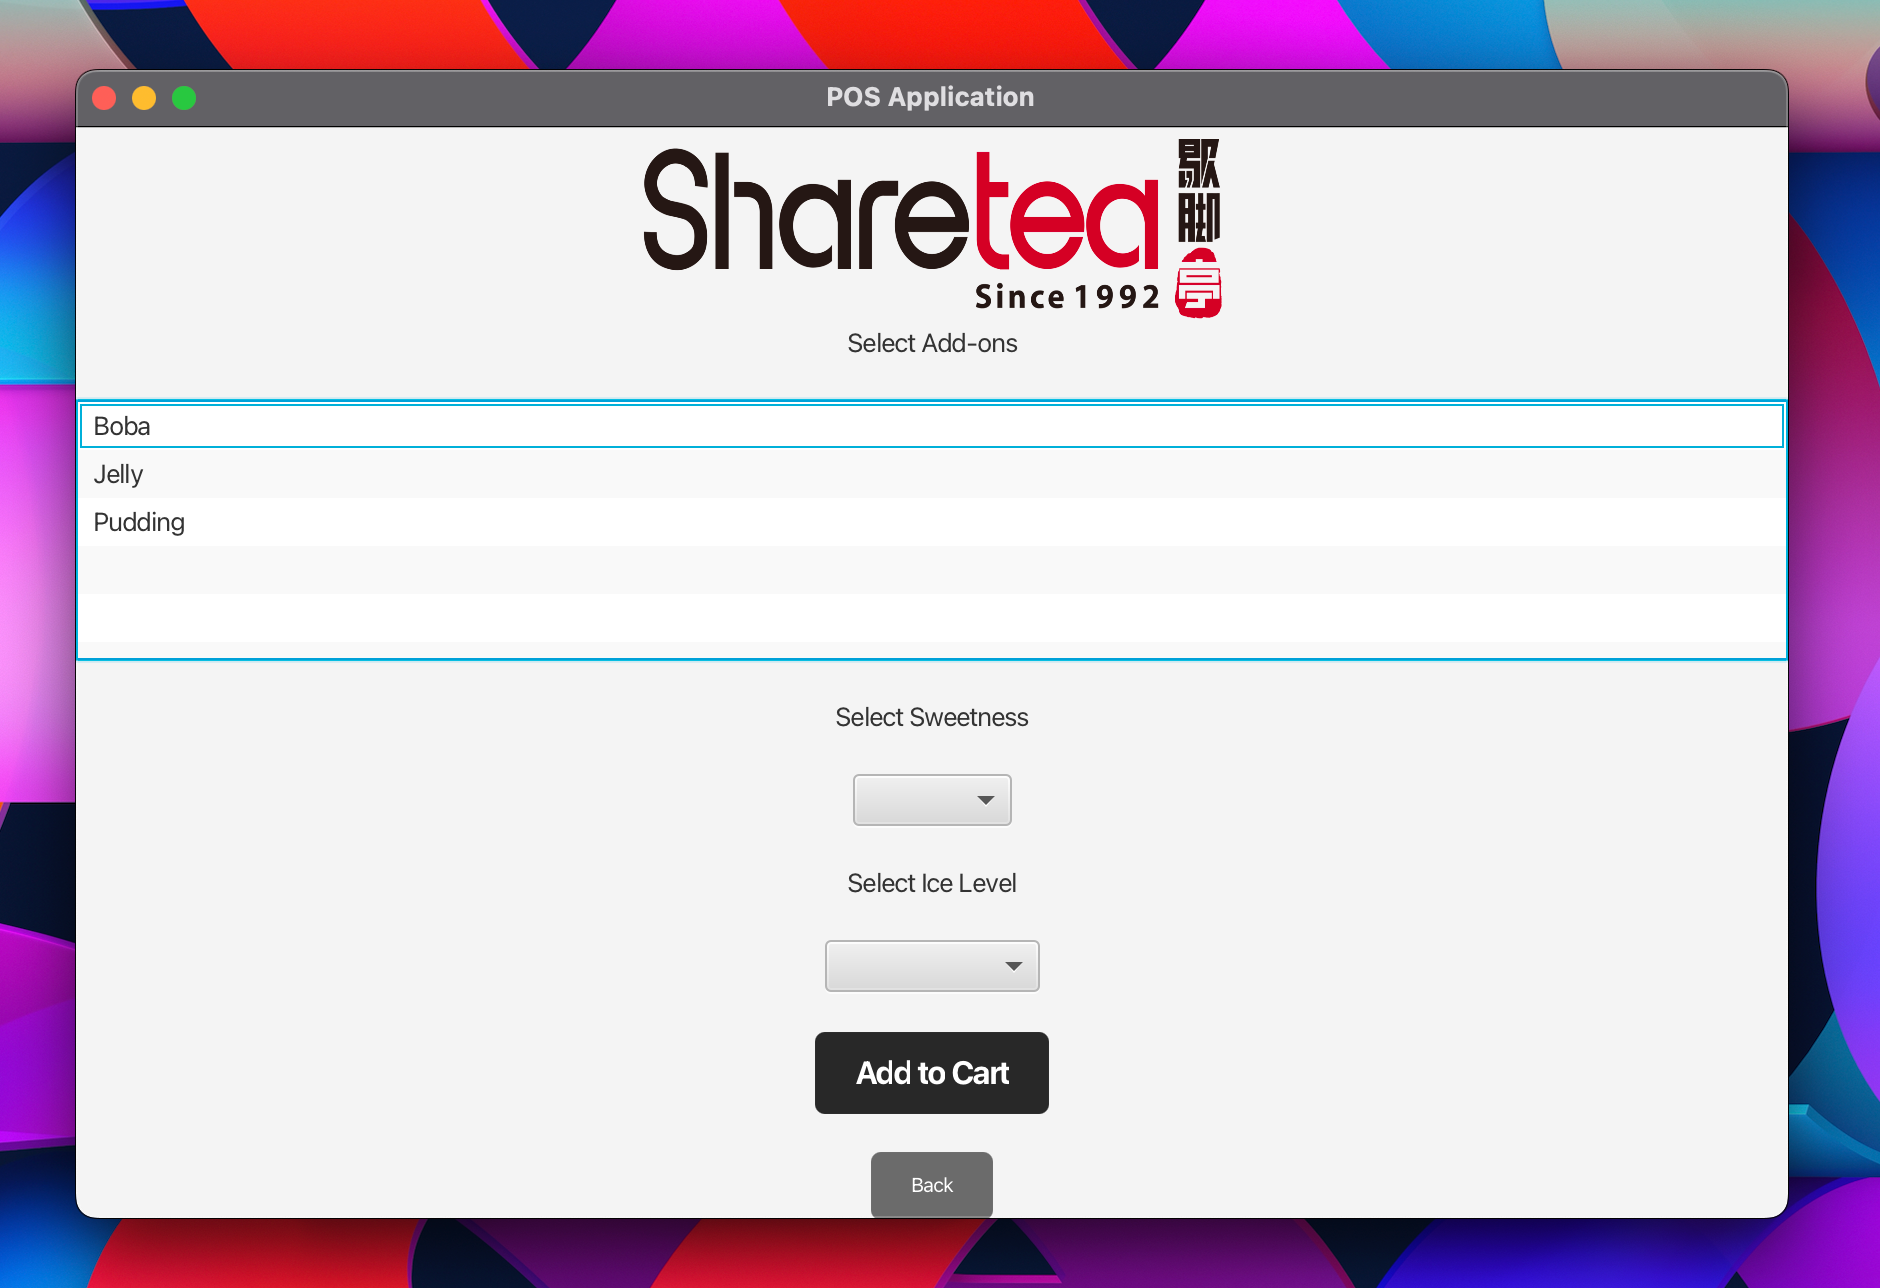 POS Application
Sharetea
歇脚亭
Since 1992
Select Add-ons
Boba
Jelly
Pudding
Select Sweetness
Select Ice Level
Add to Cart
Back